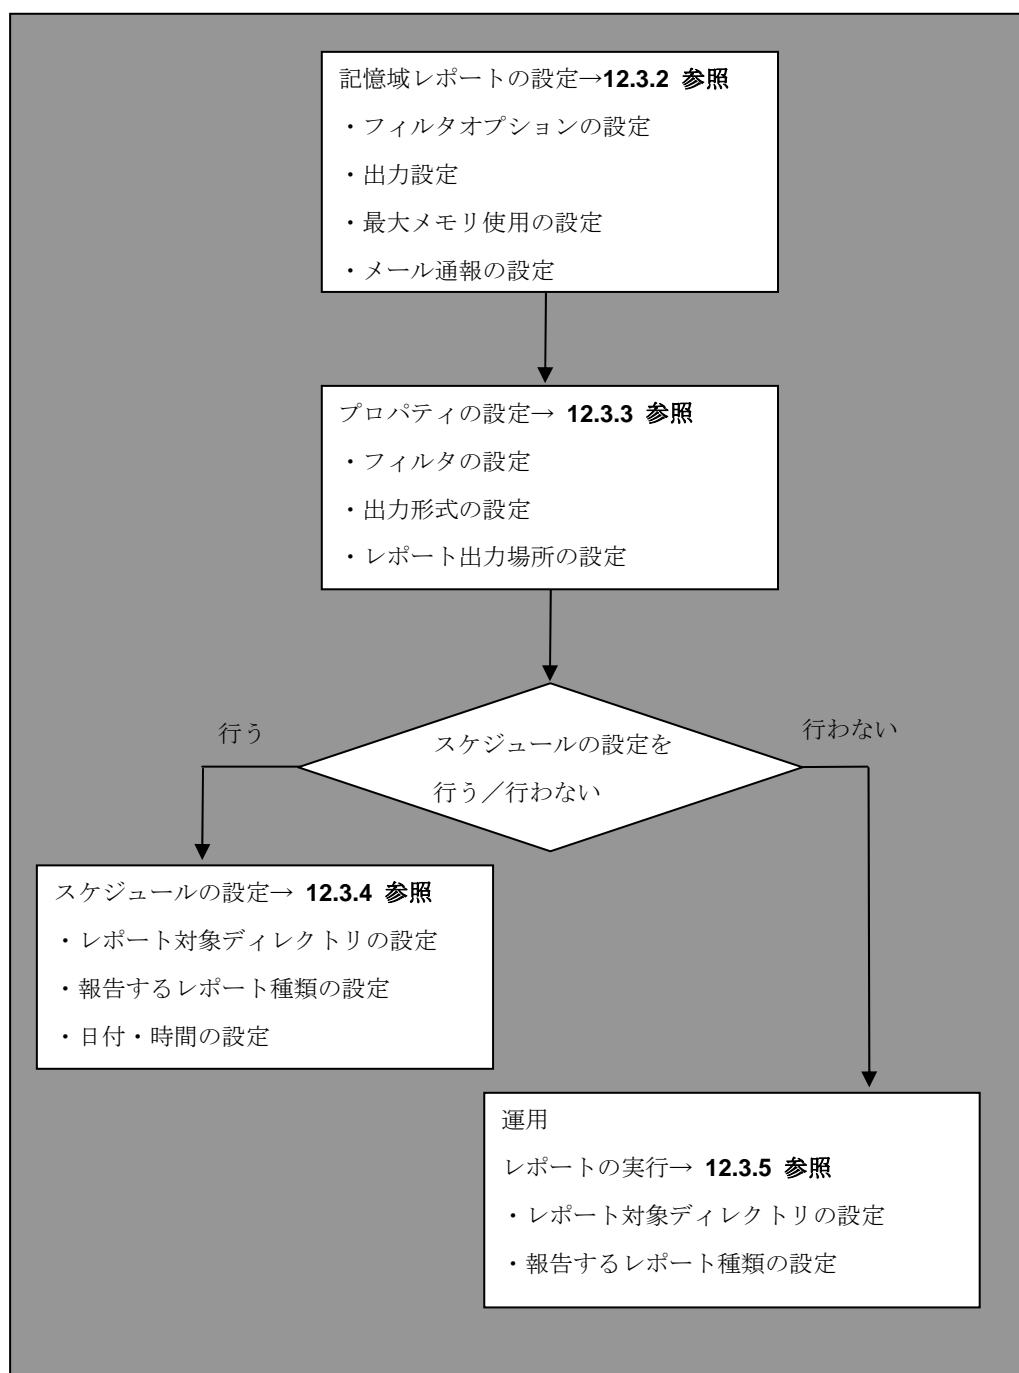 記憶域レポートの設定→12.3.2 参照
・フィルタオプションの設定
・出力設定
・最大メモリ使用の設定
・メール通報の設定
プロパティの設定→ 12.3.3 参照
・フィルタの設定
・出力形式の設定
・レポート出力場所の設定
行う
スケジュールの設定を
行う／行わない
行わない
スケジュールの設定→ 12.3.4 参照
・レポート対象ディレクトリの設定
・報告するレポート種類の設定
・日付・時間の設定
運用
レポートの実行→ 12.3.5 参照
・レポート対象ディレクトリの設定
・報告するレポート種類の設定